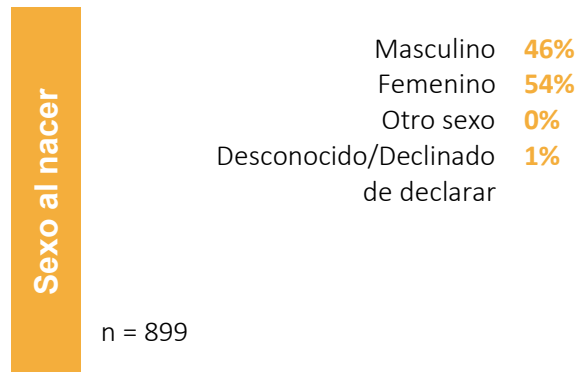 Sexo al nacer
Masculino 46%
Femenino 54%
Otro sexo 0%
Desconocido/Declinado 1%
de declarar
n = 899